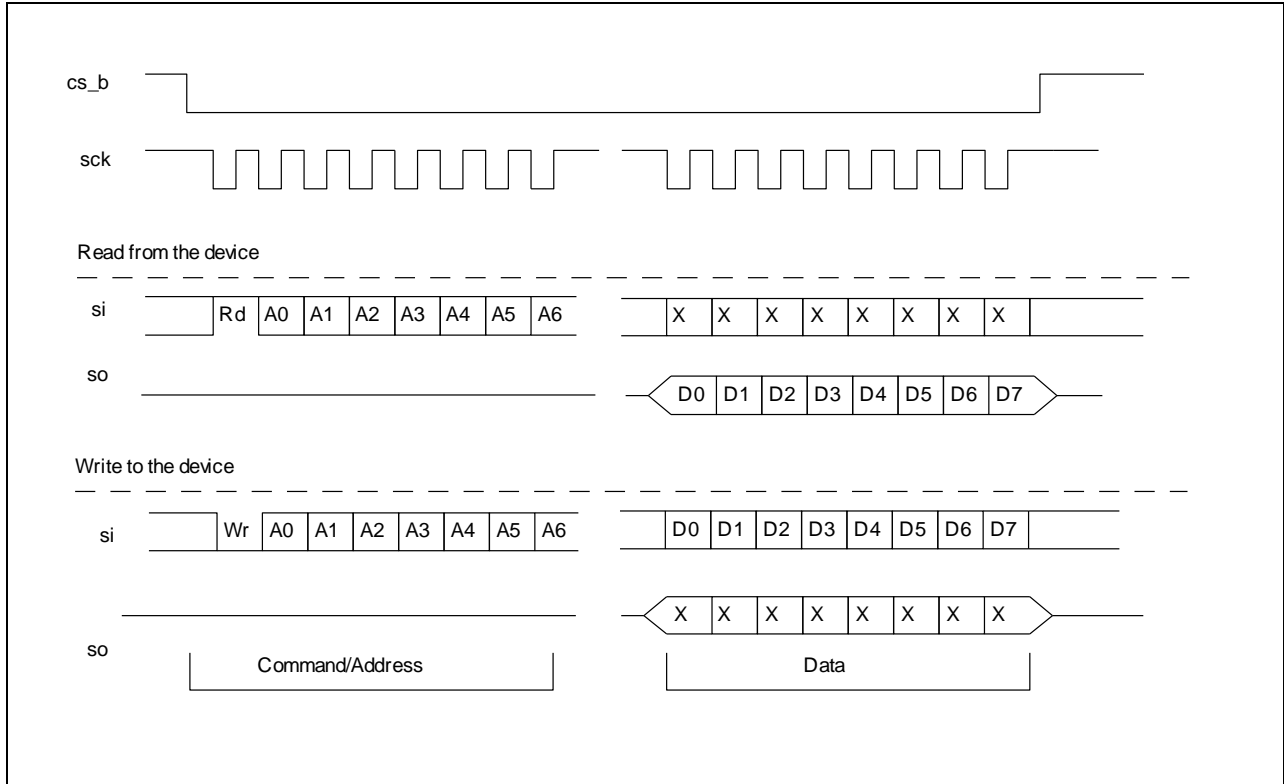 cs_b
sck
Read from the device
si Rd A0 A1 A2 A3 A4 A5 A6 X X X X X X X X
so D0 D1 D2 D3 D4 D5 D6 D7
Write to the device
si Wr A0 A1 A2 A3 A4 A5 A6 D0 D1 D2 D3 D4 D5 D6 D7
X X X X X X X X
so
Command/Address Data